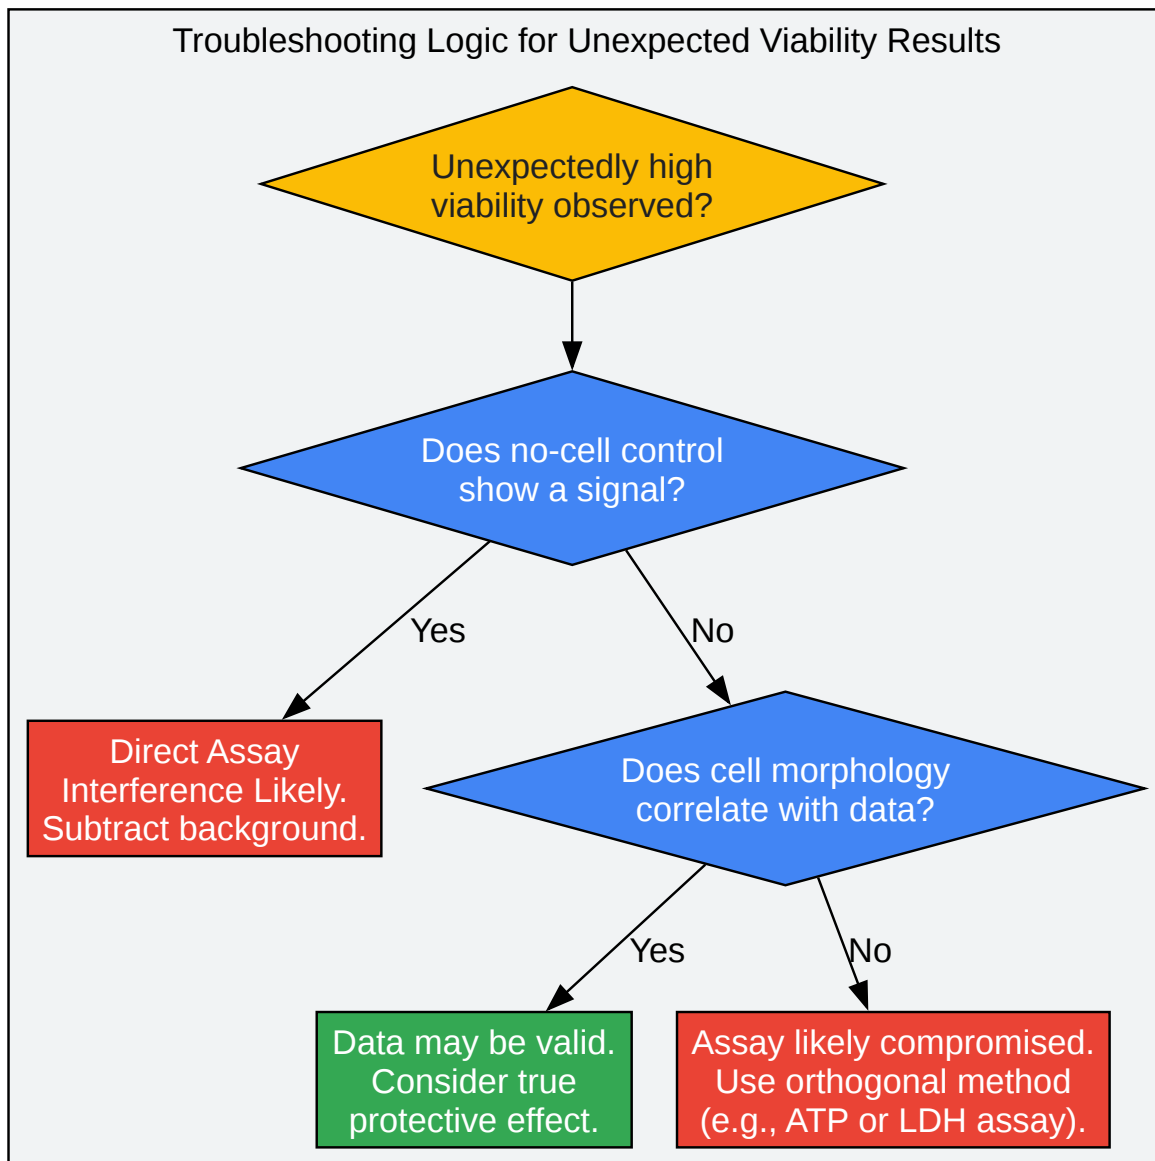 Troubleshooting Logic for Unexpected Viability Results
Unexpectedly high
viability observed?
Does no-cell control
show a signal?
Yes
No
Direct Assay
Interference Likely.
Subtract background.
Does cell morphology
correlate with data?
Yes
No
Data may be valid.
Consider true
protective effect.
Assay likely compromised.
Use orthogonal method
(e.g., ATP or LDH assay).